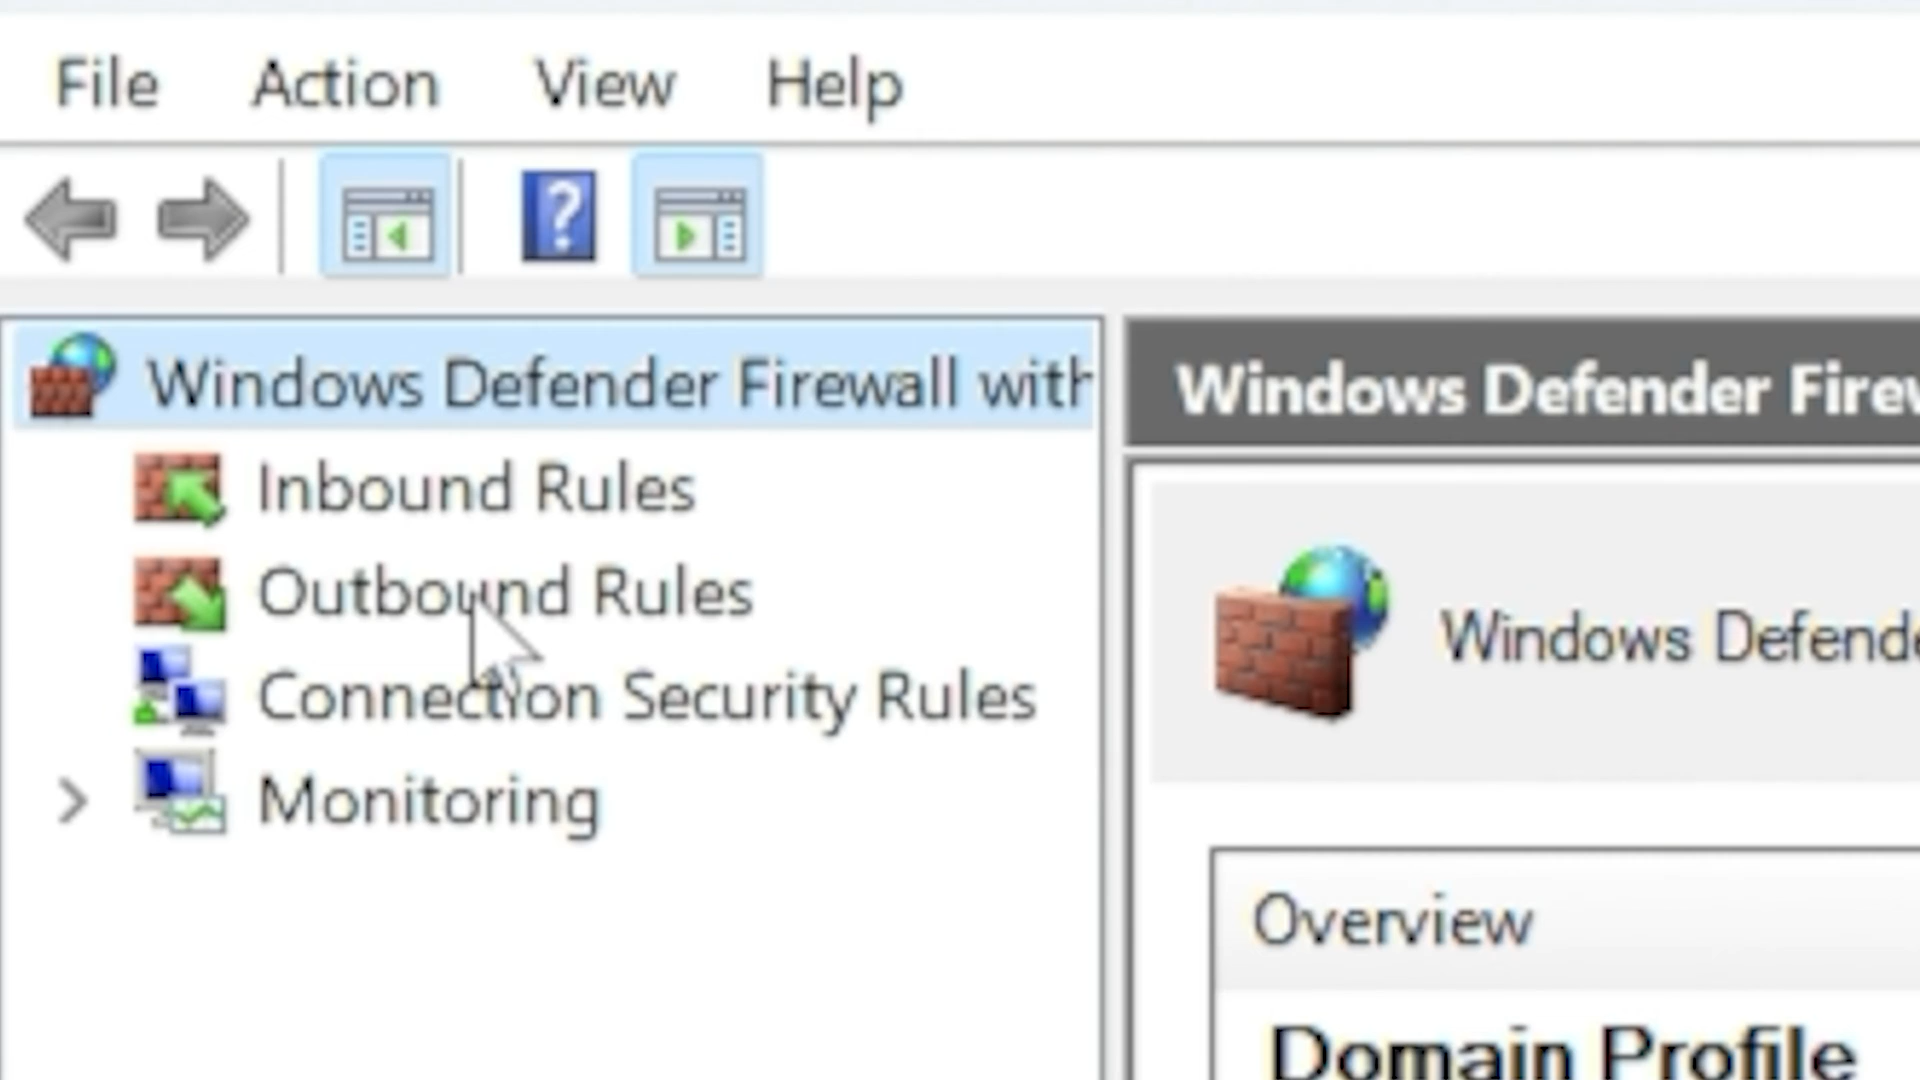 File Action View Help
Windows Defender Firewall with
Inbound Rules
Outbound Rules
Connection Security Rules
Monitoring
Windows Defender Firew
Windows Defende
Overview
Domain Profile